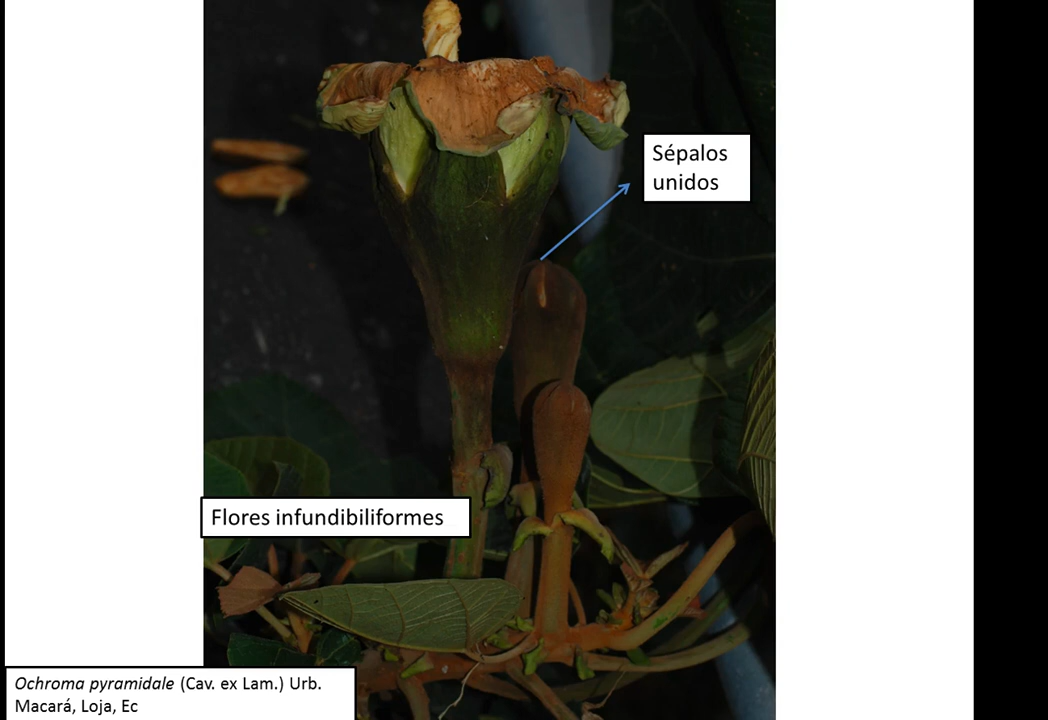 Sépalos
unidos
Flores infundibiliformes
Ochroma pyramidale (Cav. ex Lam.) Urb.
Macará, Loja, Ec